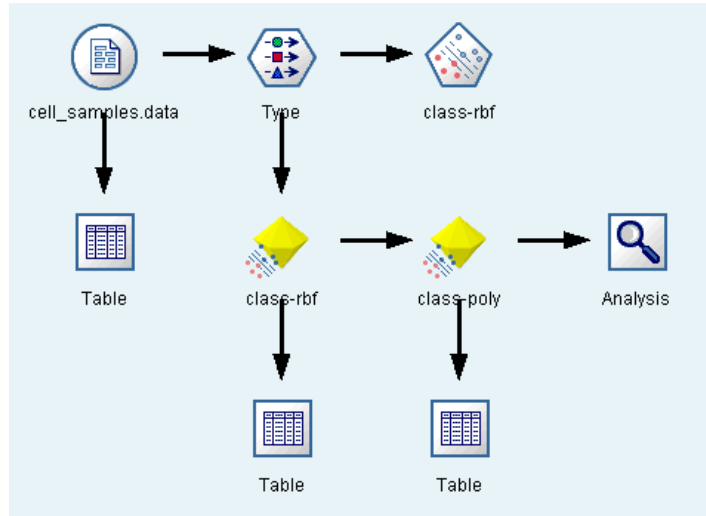 cell_samples.data
Type
class-rbf
Table
class-rbf
class-poly
Analysis
Table
Table